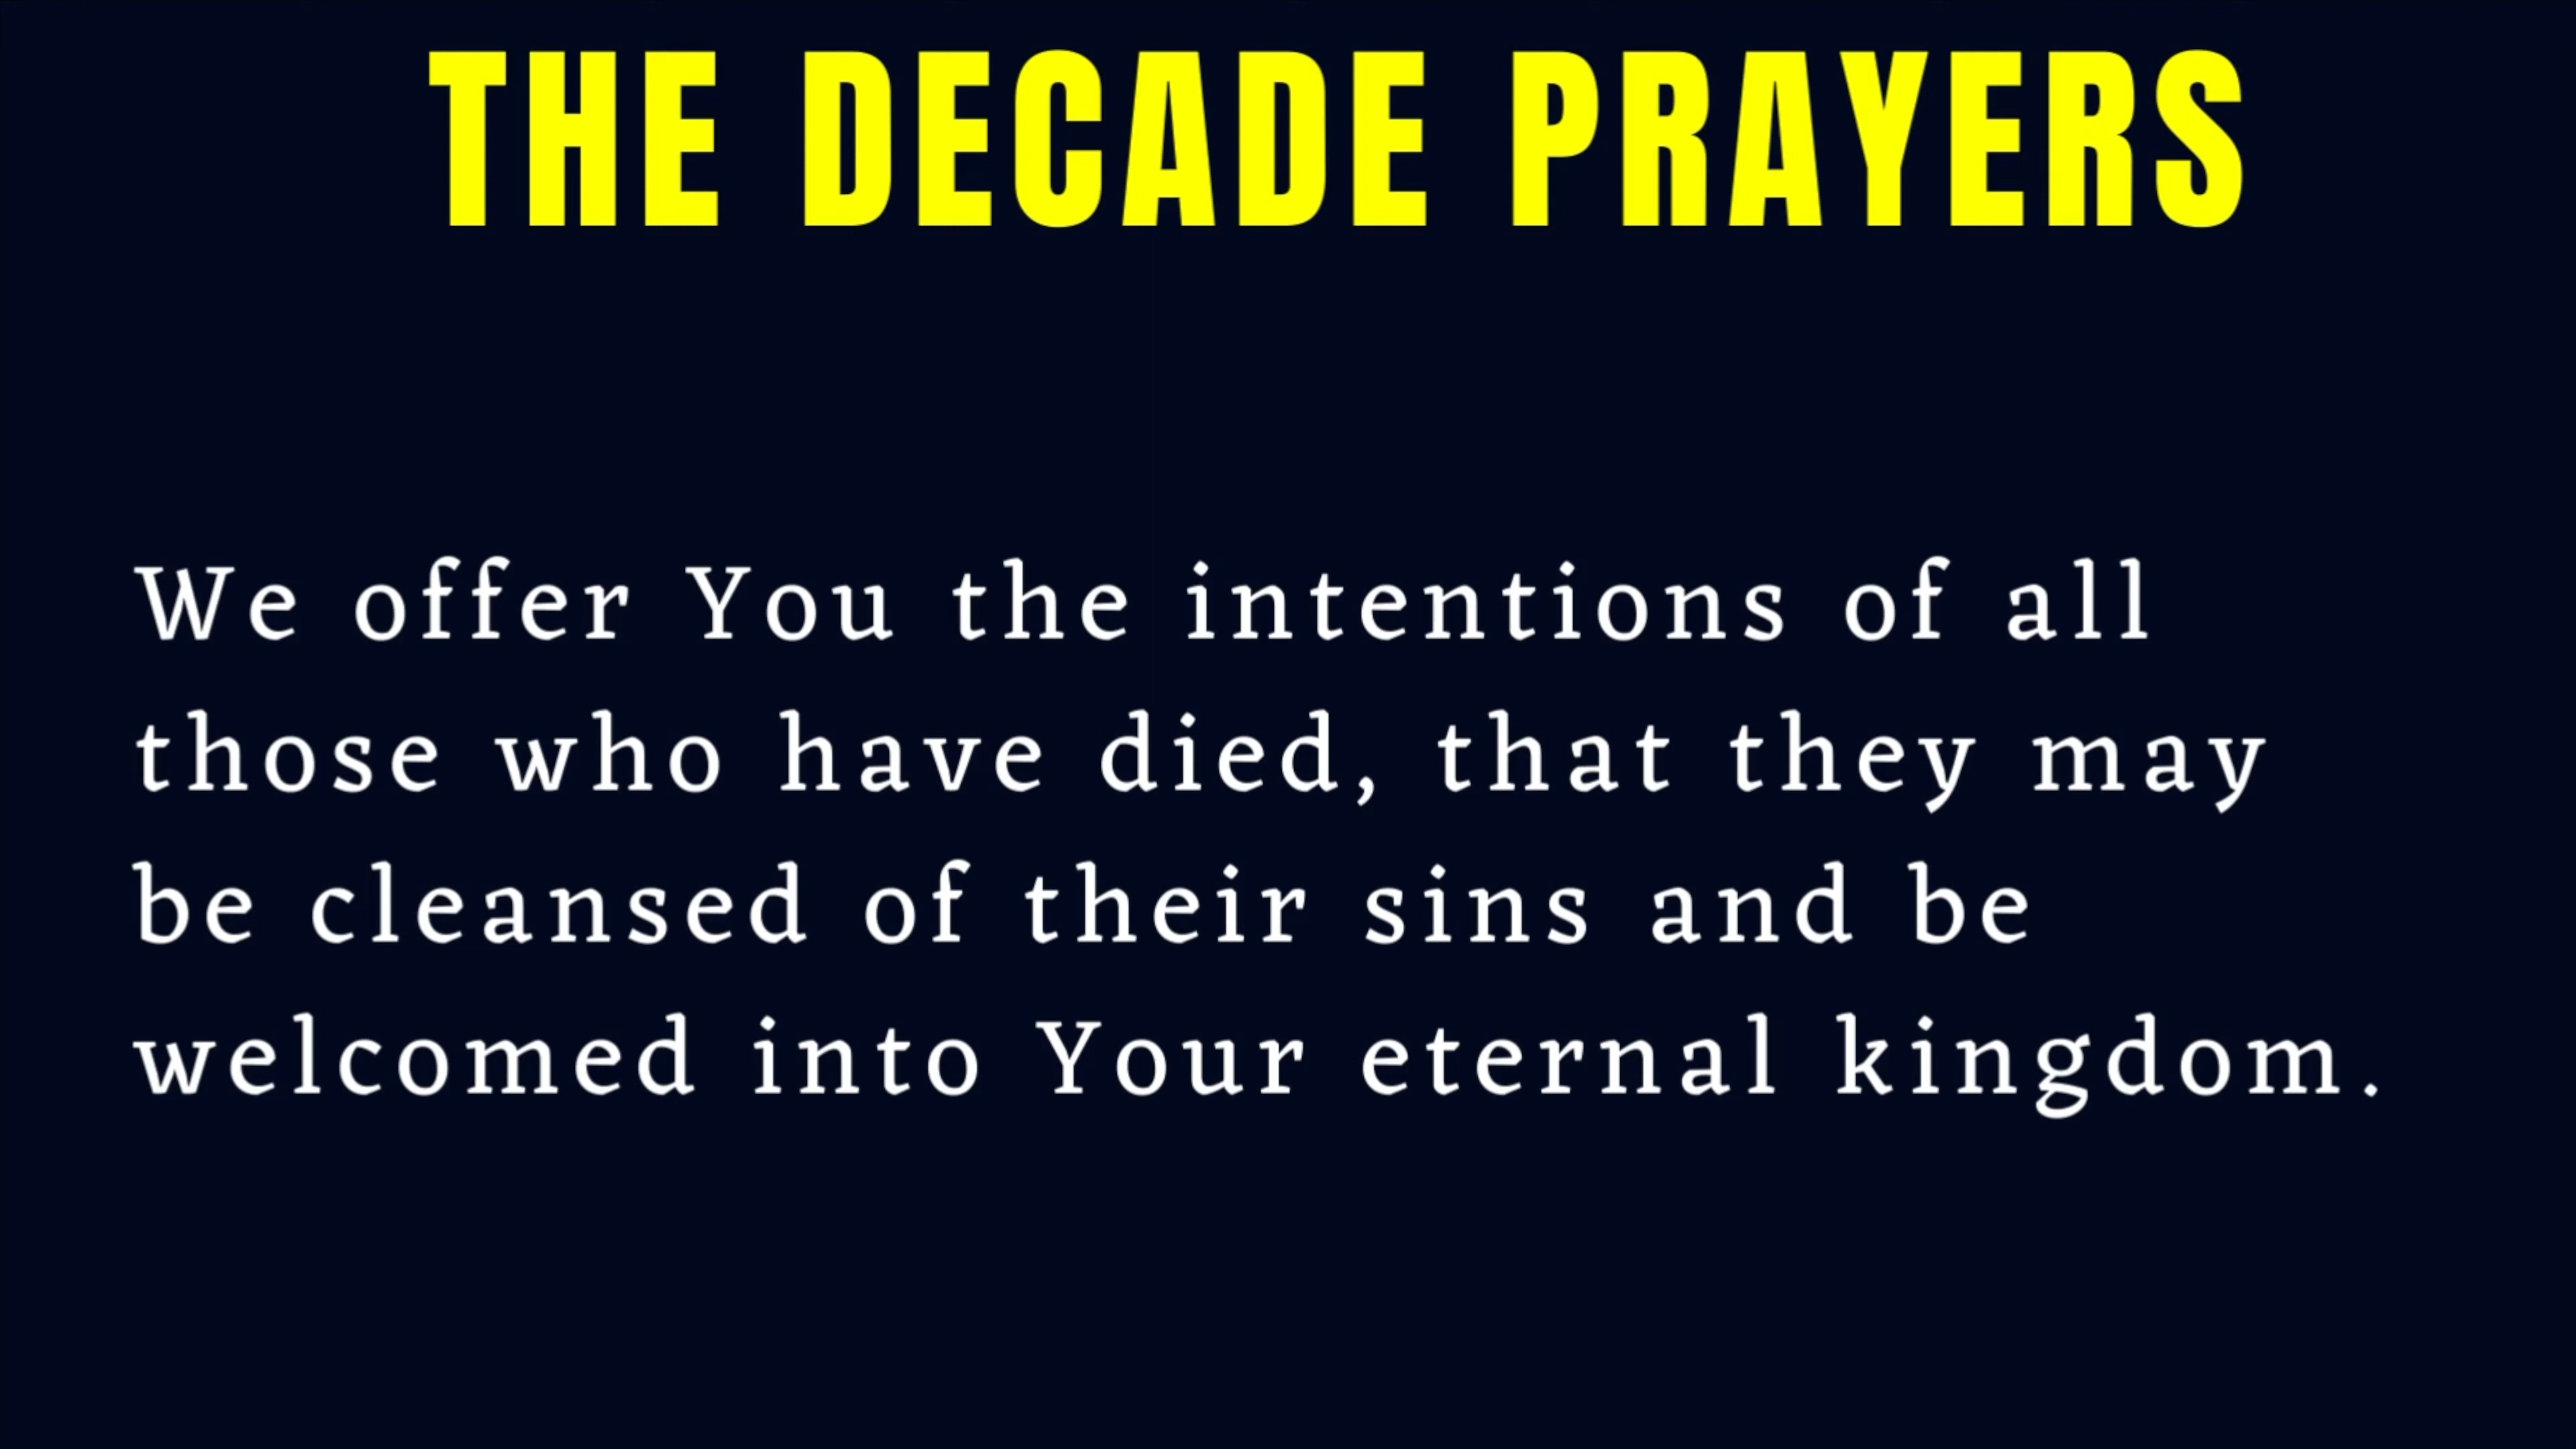 THE DECADE PRAYERS
We offer You the intentions of all
those who have died, that they may
be cleansed of their sins and be
welcomed into Your eternal kingdom.